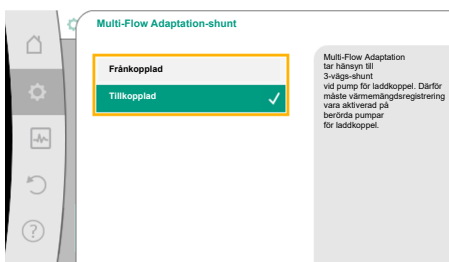 Multi-Flow Adaptation-shunt
Frånkopplad
Tillkopplad
Multi-Flow Adaptation
tar hänsyn till
3-vägs-shunt
vid pump för laddkoppel. Därför
måste värmemängdsregistrering
vara aktiverad på
berörda pumpar
för laddkoppel.